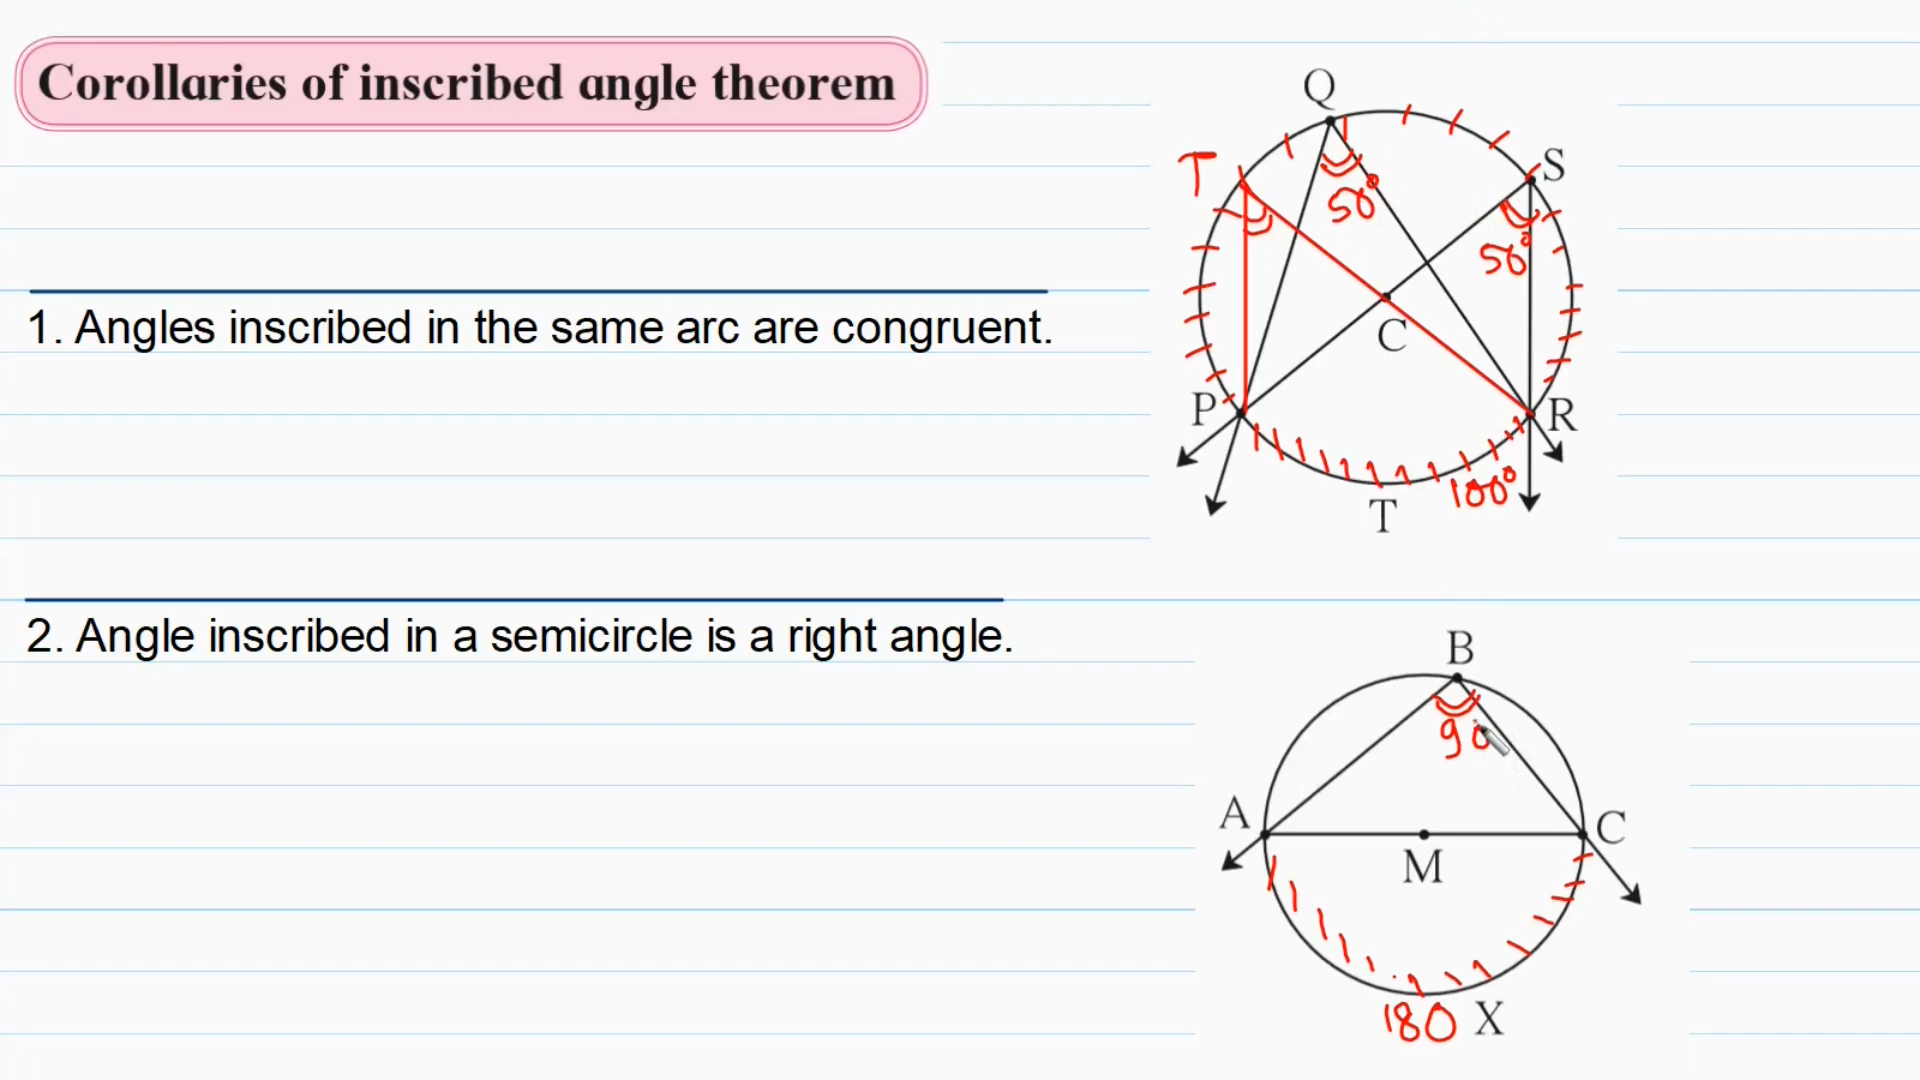 Corollaries of inscribed angle theorem
1. Angles inscribed in the same arc are congruent.
Q
S
T
50°
50°
C
P
R
100°
T
2. Angle inscribed in a semicircle is a right angle.
B
90
A
C
M
180
X